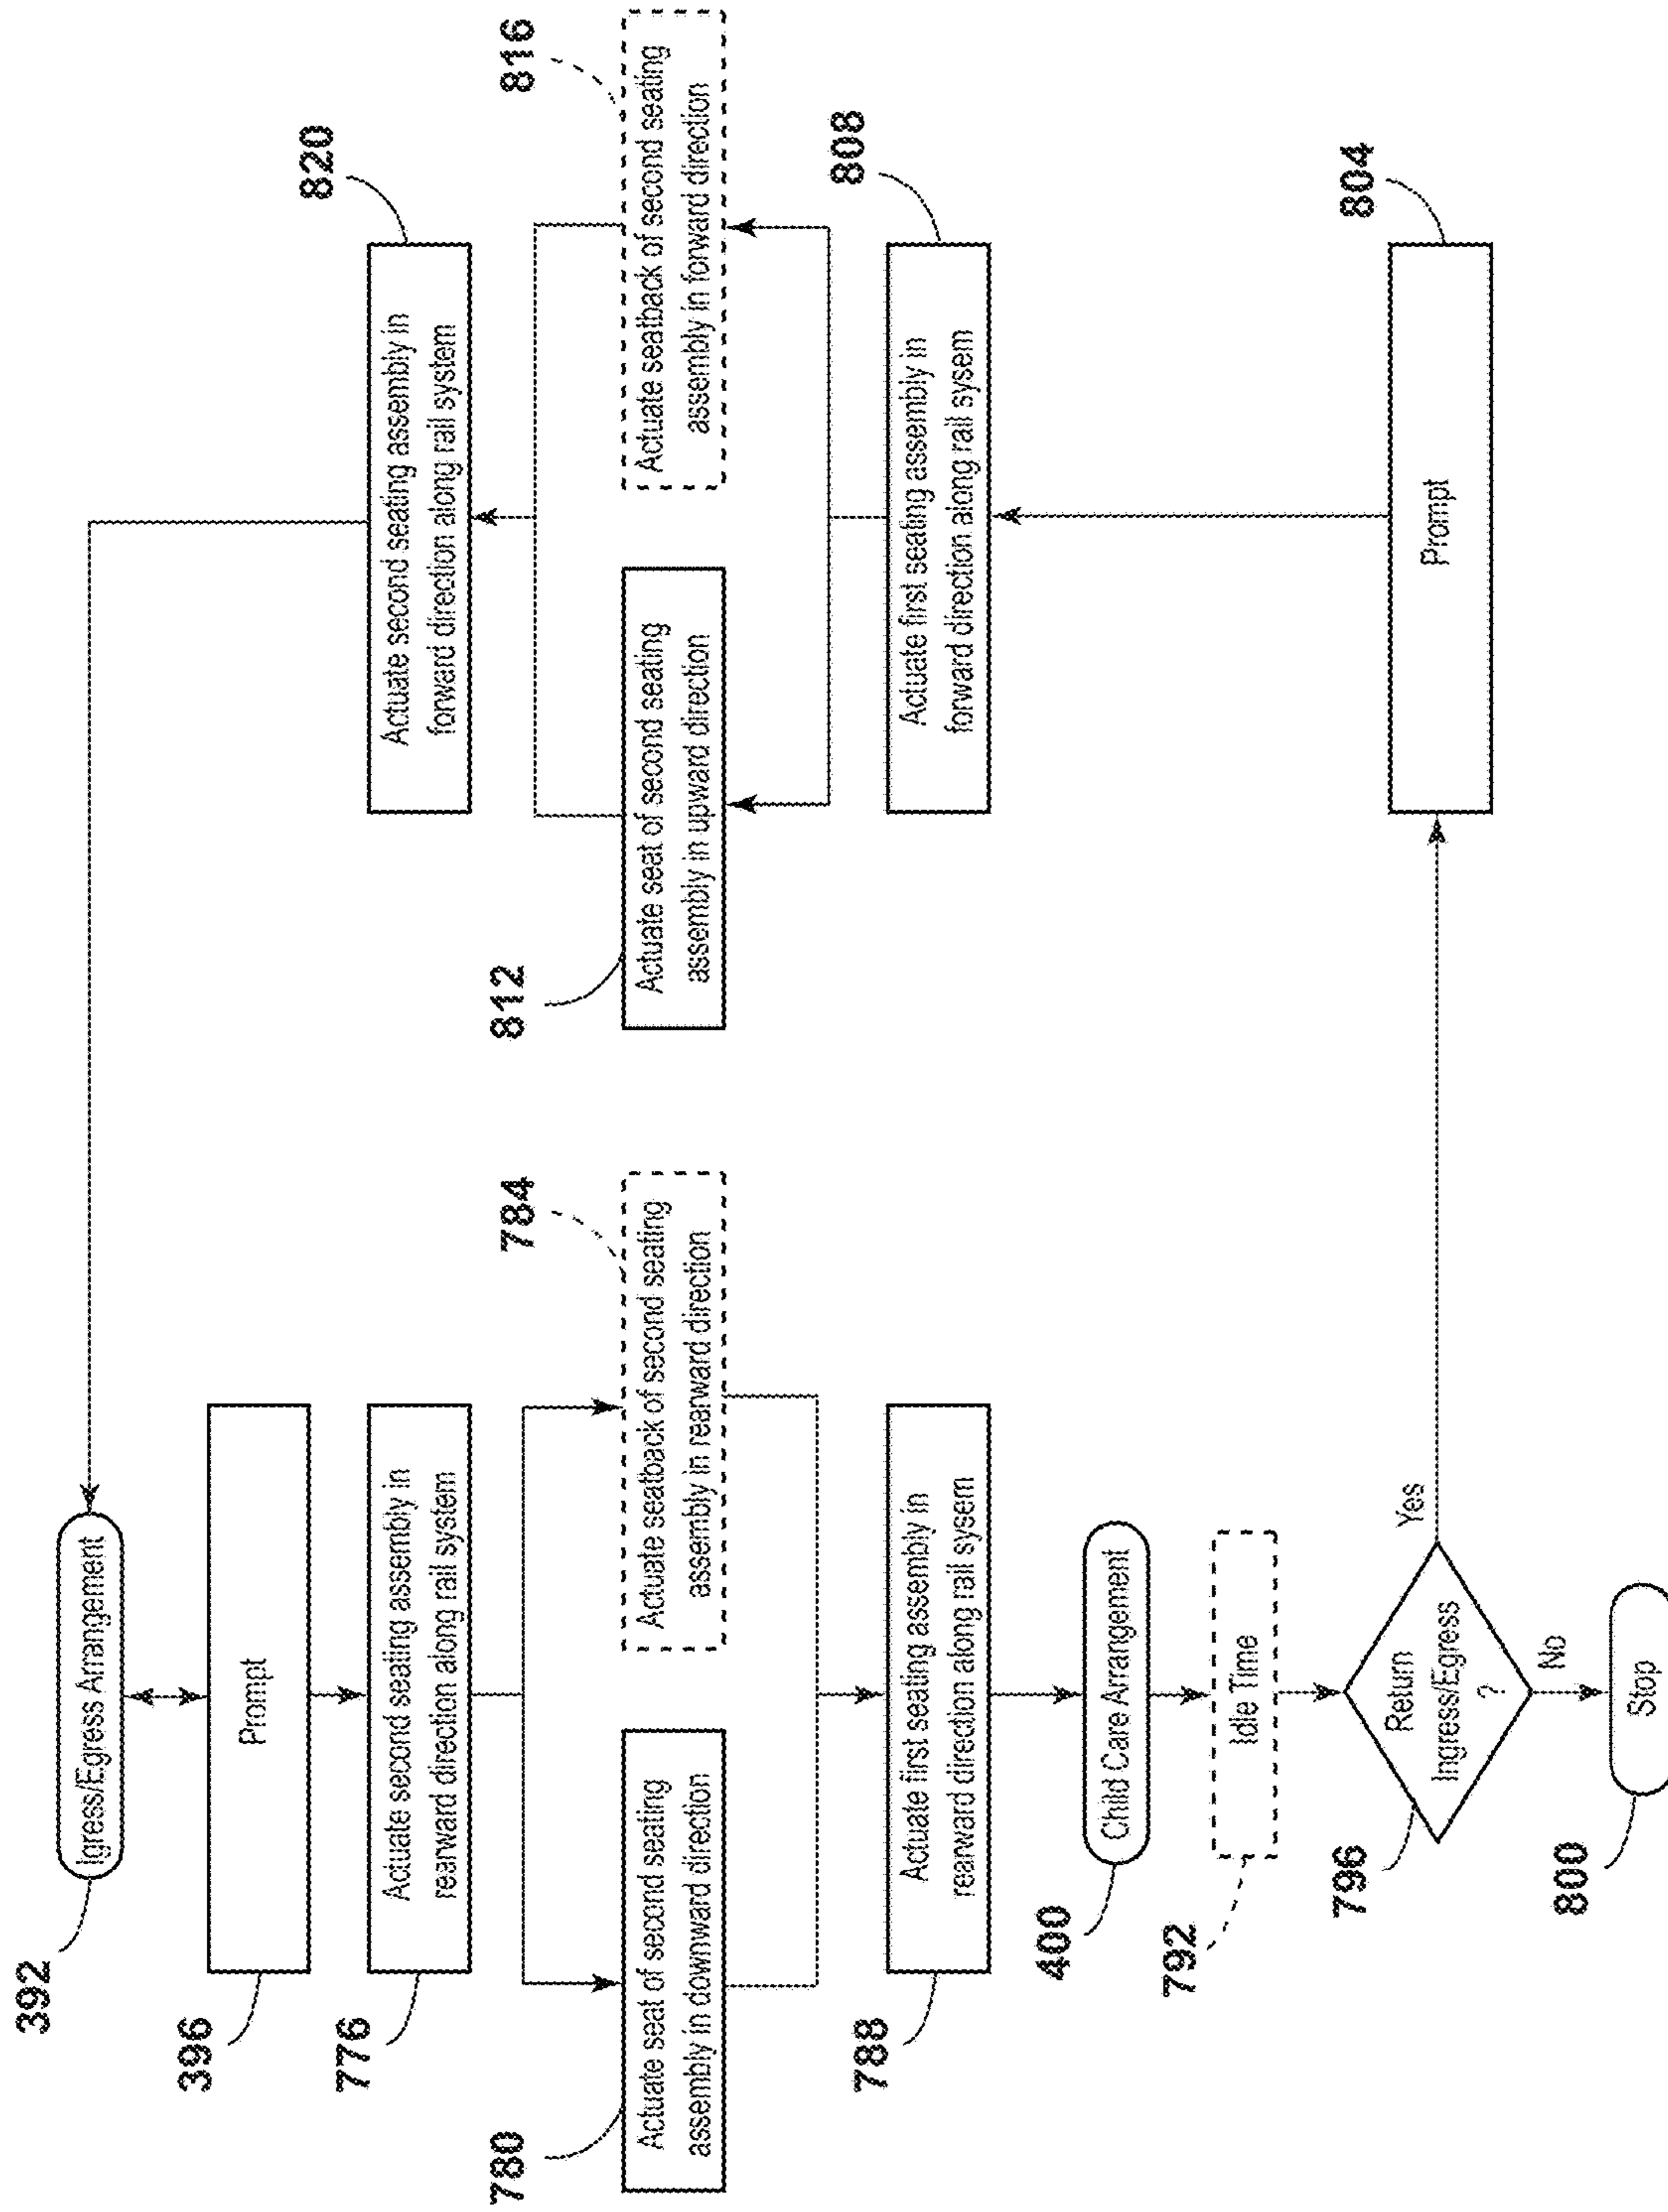 392
Igress/Egress Arrangement
396
Prompt
776
Actuate second seating assembly in
rearward direction along rail system
780
Actuate seat of second seating
assembly in downward direction
784
Actuate seatback of second seating
assembly in rearward direction
788
Actuate first seating assembly in
rearward direction along rail sysem
400
Child Care Arrangement
792
Idle Time
796
Return
Ingress/Egress
?
Yes
No
800
Stop
804
Prompt
808
Actuate first seating assembly in
forward direction along rail sysem
812
Actuate seat of second seating
assembly in upward direction
816
Actuate seatback of second seating
assembly in forward direction
820
Actuate second seating assembly in
forward direction along rail system